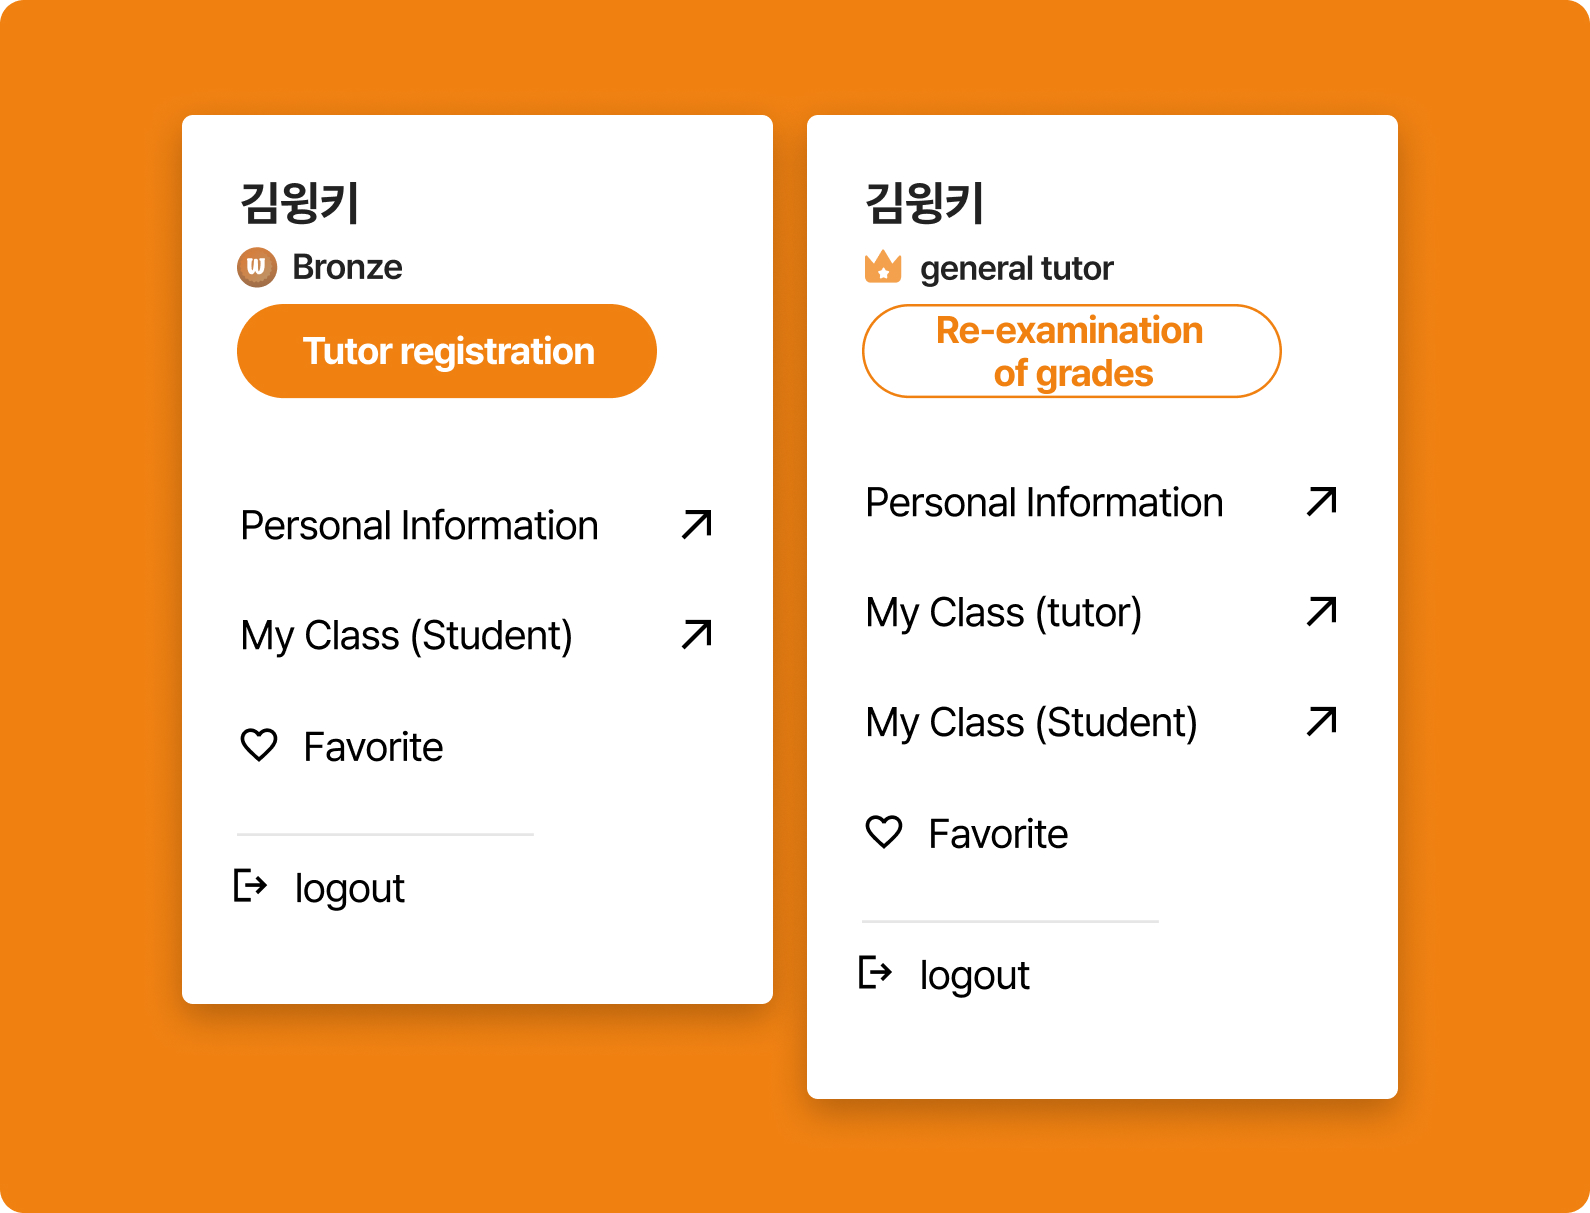 김윙키
W Bronze
Tutor registration
Personal Information
My Class (Student)
Favorite
logout
김윙키
general tutor
Re-examination
of grades
Personal Information
My Class (tutor)
My Class (Student)
Favorite
logout